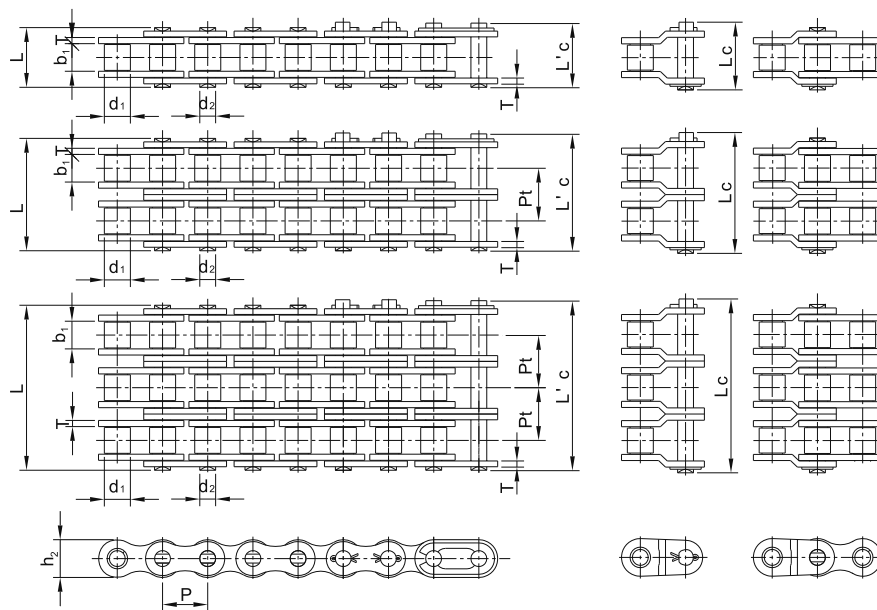 L
T
b₁
d₁
d₂
T
L' c
Lc
L
T
b₁
d₁
d₂
Pt
T
L' c
Lc
L
b₁
T
d₁
d₂
Pt
Pt
T
L' c
Lc
h₂
P